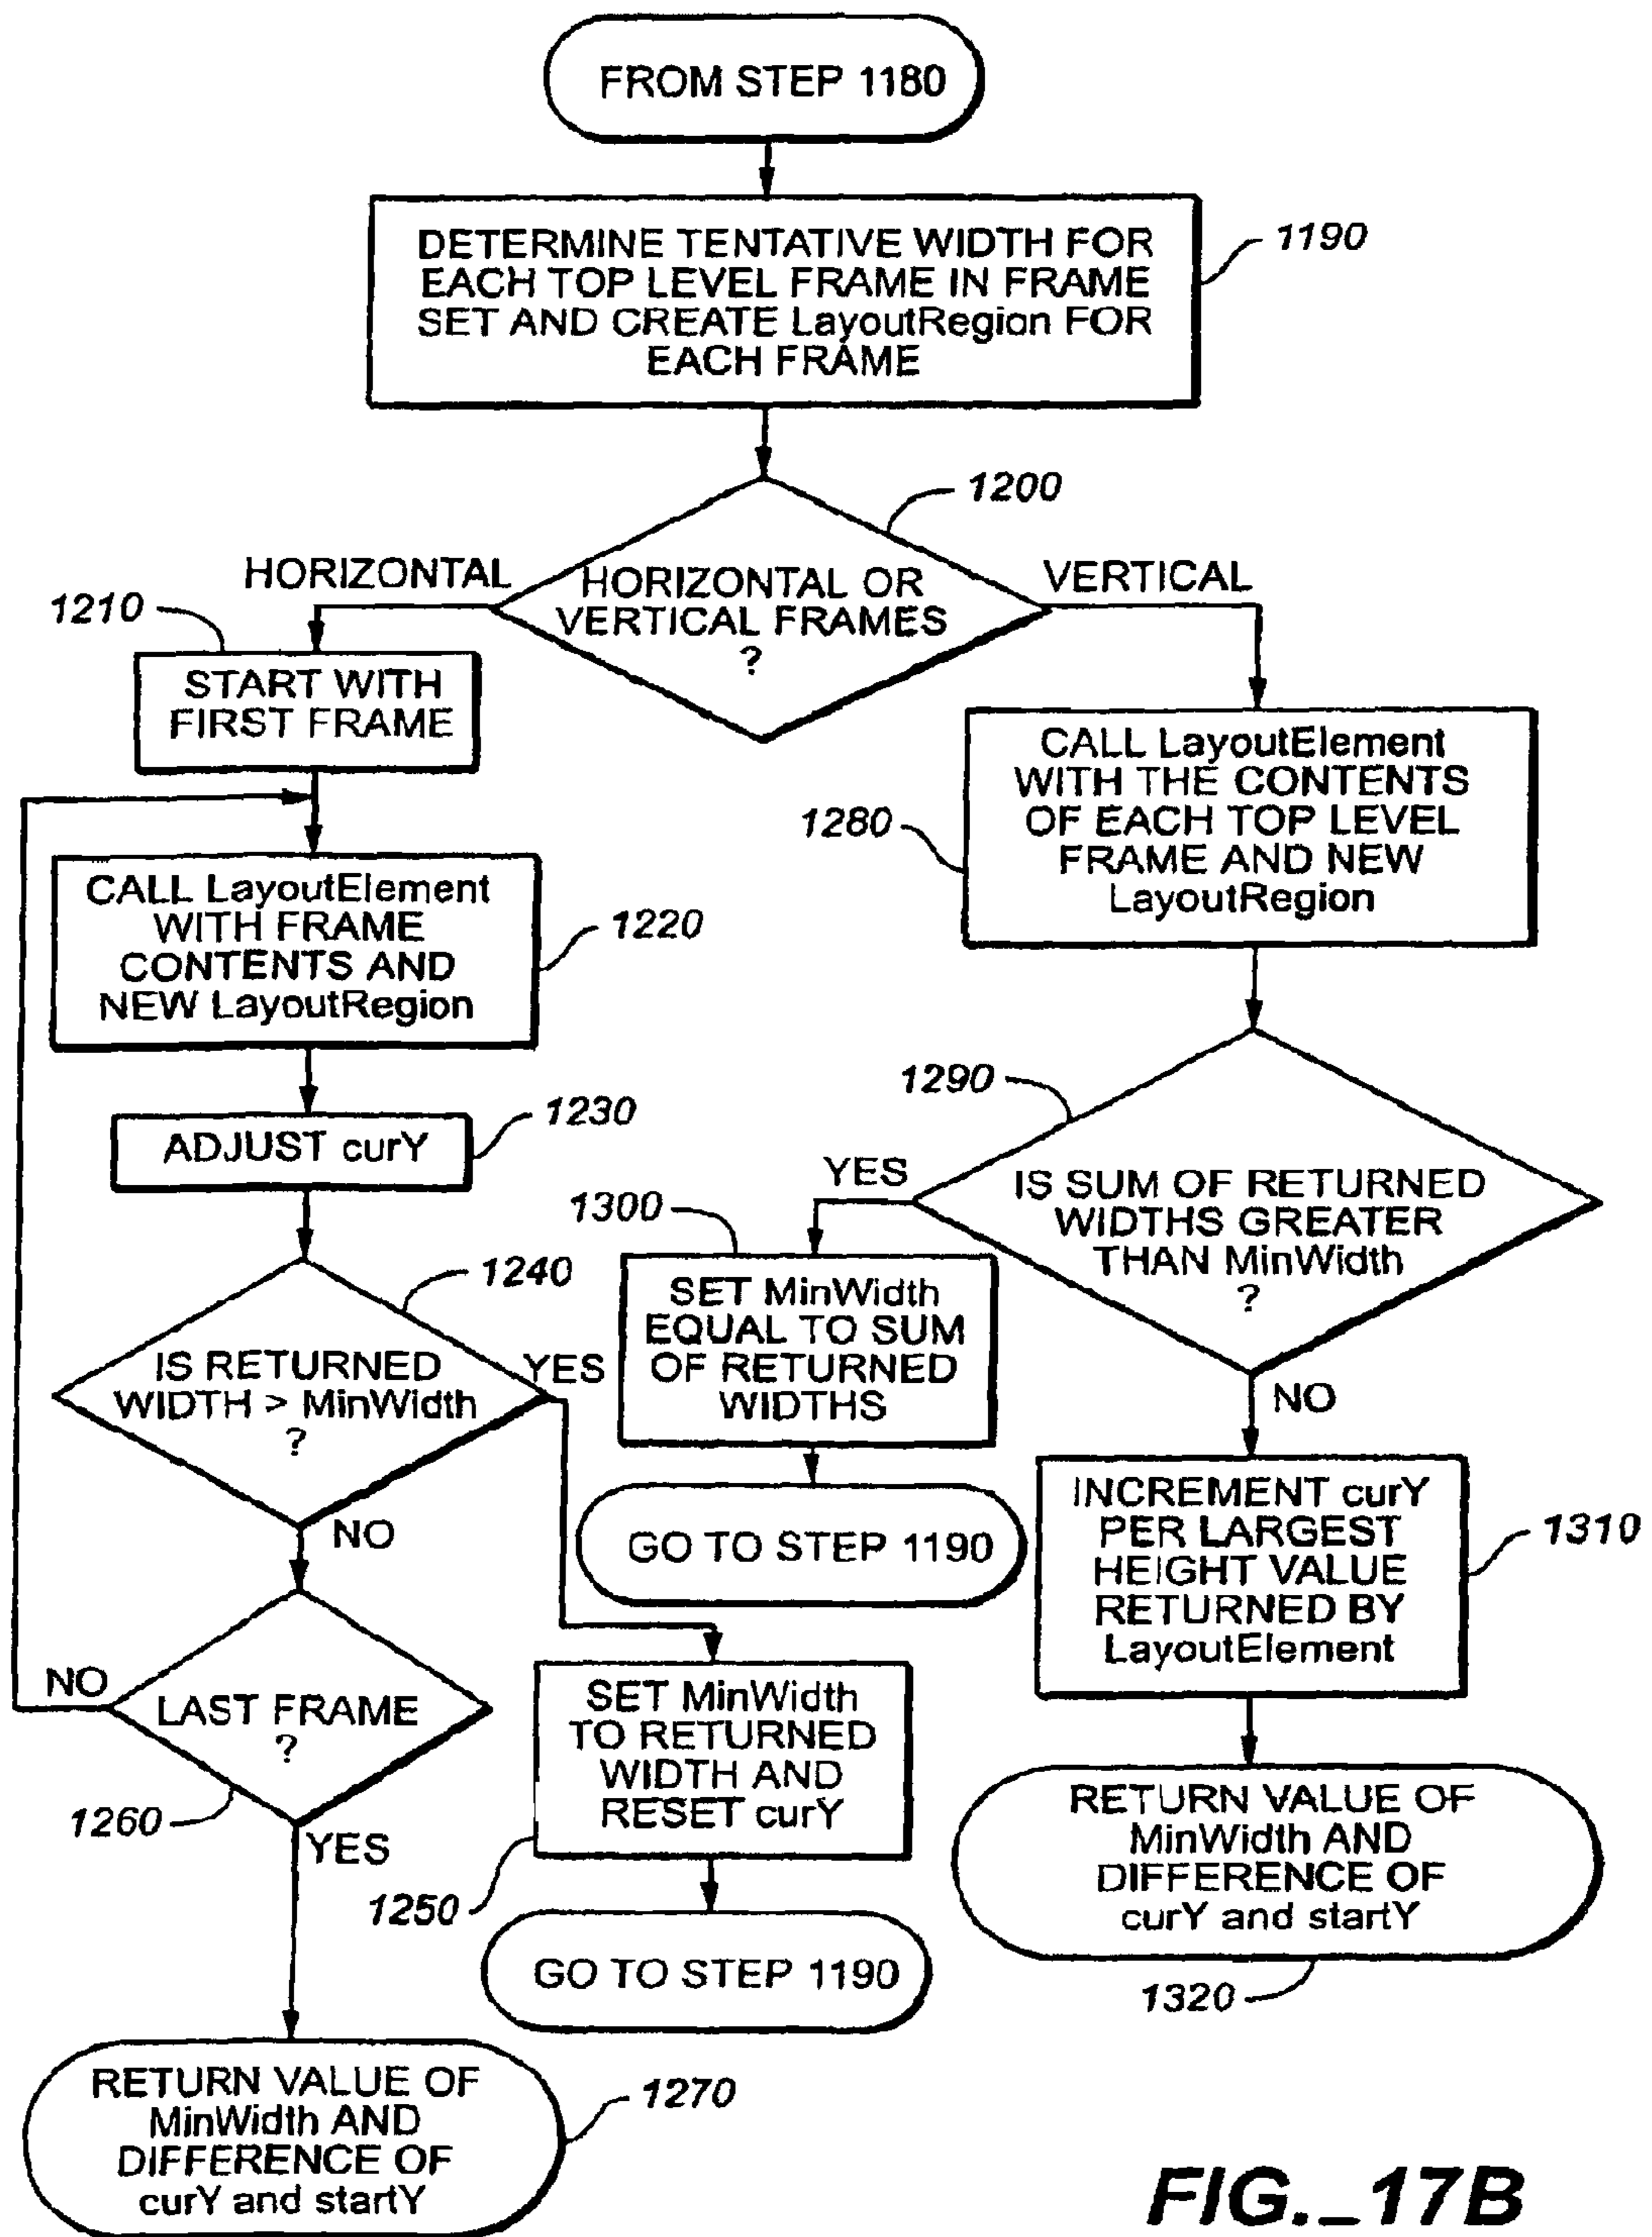 FROM STEP 1180
DETERMINE TENTATIVE WIDTH FOR
EACH TOP LEVEL FRAME IN FRAME
SET AND CREATE LayoutRegion FOR
EACH FRAME
1190
1200
HORIZONTAL OR
VERTICAL FRAMES
?
HORIZONTAL
VERTICAL
1210
START WITH
FIRST FRAME
CALL LayoutElement
WITH FRAME
CONTENTS AND
NEW LayoutRegion
1220
ADJUST curY
1230
1240
IS RETURNED
WIDTH > MinWidth
?
YES
NO
LAST FRAME
?
NO
1260
YES
RETURN VALUE OF
MinWidth AND
DIFFERENCE OF
curY and startY
1270
SET MinWidth
TO RETURNED
WIDTH AND
RESET curY
1250
GO TO STEP 1190
CALL LayoutElement
WITH THE CONTENTS
OF EACH TOP LEVEL
FRAME AND NEW
LayoutRegion
1280
1290
IS SUM OF RETURNED
WIDTHS GREATER
THAN MinWidth
?
YES
1300
SET MinWidth
EQUAL TO SUM
OF RETURNED
WIDTHS
GO TO STEP 1190
NO
INCREMENT curY
PER LARGEST
HEIGHT VALUE
RETURNED BY
LayoutElement
1310
RETURN VALUE OF
MinWidth AND
DIFFERENCE OF
curY and startY
1320
FIG._17B